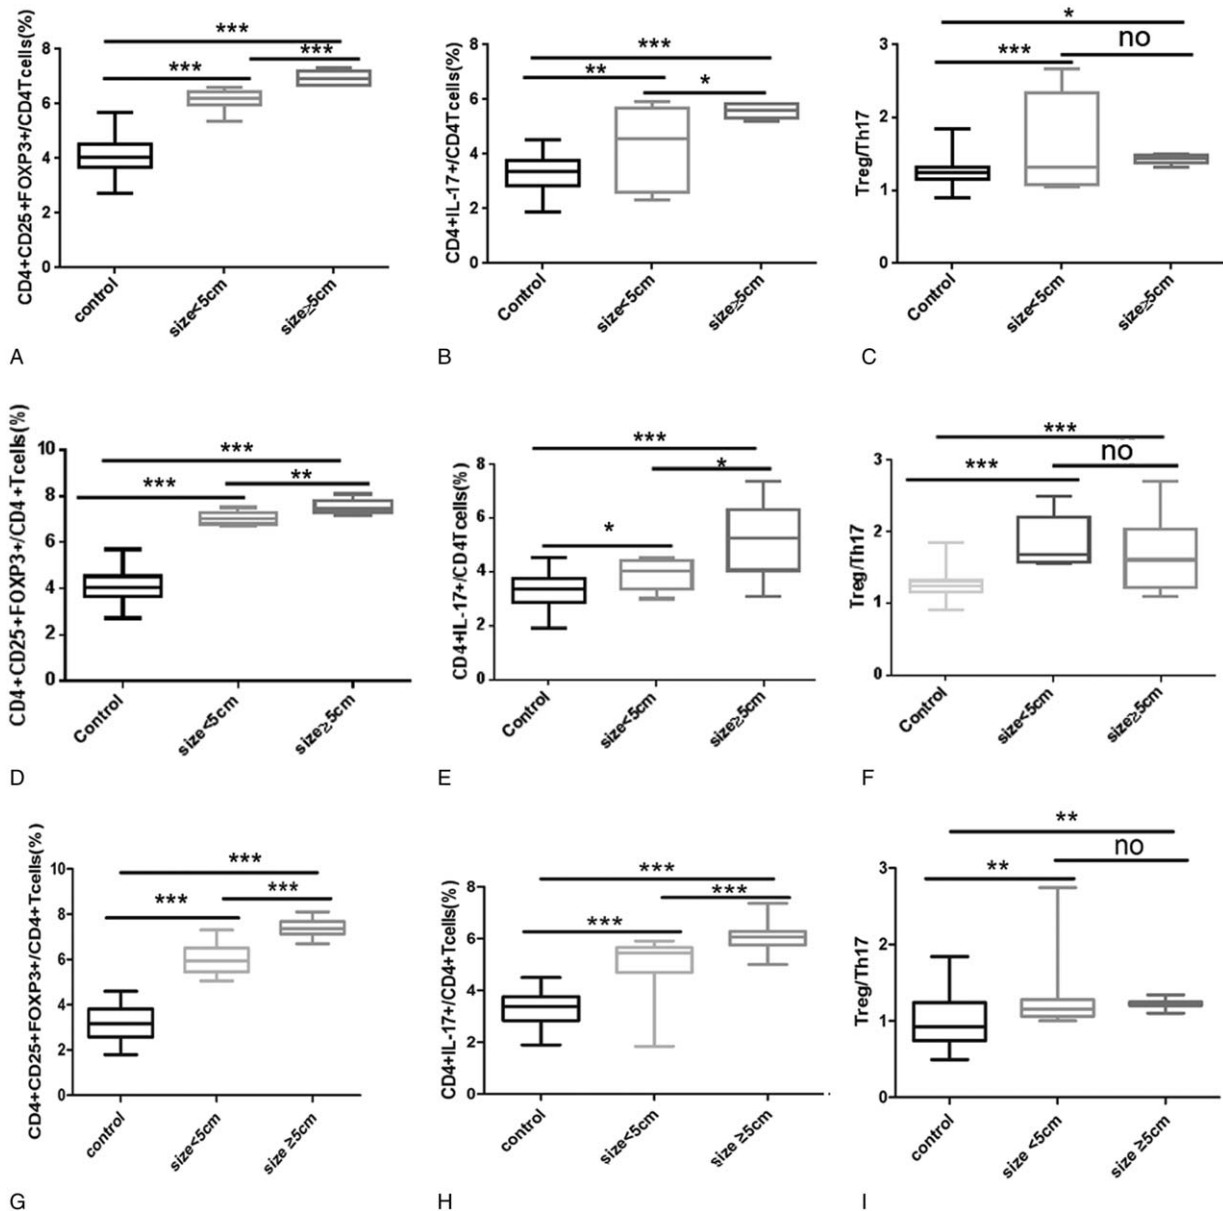 ***
***
***
CD4+CD25+FOXP3+/CD4Tcells(%)
8
6
4
2
0
control
size<5cm
size≥5cm
A
***
**
*
CD4+IL-17+/CD4Tcells(%)
8
6
4
2
0
Control
size<5cm
size≥5cm
B
*
***
no
Treg/Th17
3
2
1
0
Control
size<5cm
size≥5cm
C
***
***
**
CD4+CD25+FOXP3+/CD4+Tcells(%)
10
8
6
4
2
0
Control
size<5cm
size≥5cm
D
***
*
*
CD4+IL-17+/CD4Tcells(%)
8
6
4
2
0
Control
size<5cm
size≥5cm
E
***
***
no
Treg/Th17
3
2
1
0
Control
size<5cm
size≥5cm
F
***
***
***
CD4+CD25+FOXP3+/CD4+Tcells(%)
10
8
6
4
2
0
control
size<5cm
size ≥5cm
G
***
***
***
CD4+IL-17+/CD4+Tcells(%)
8
6
4
2
0
control
size<5cm
size ≥5cm
H
**
**
no
Treg/Th17
3
2
1
0
control
size <5cm
size ≥5cm
I